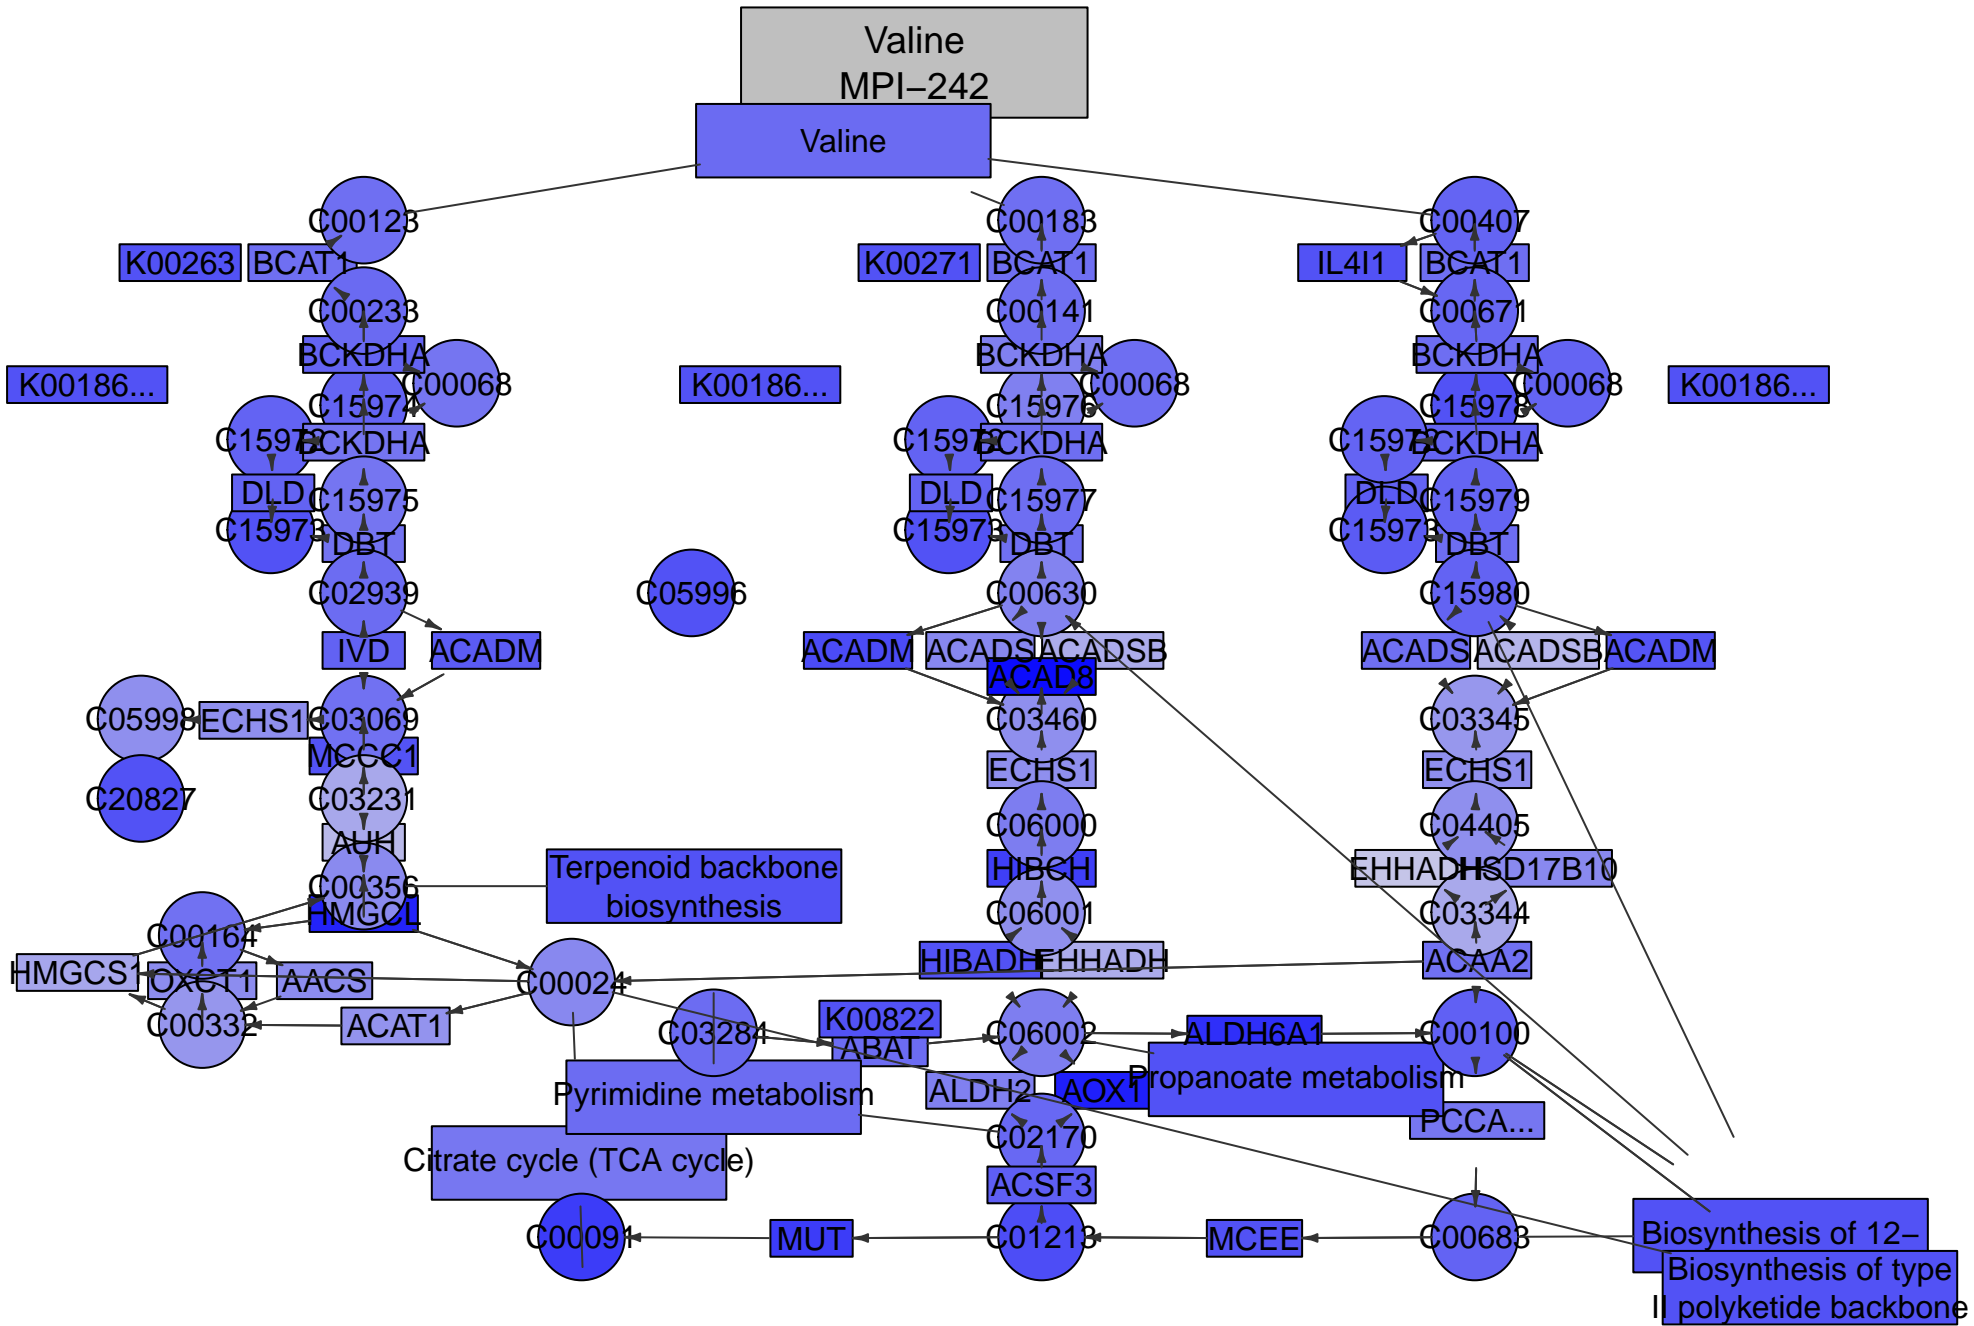 Valine
MPI–242
Valine
C00123
C00183
C00407
K00263
BCAT1
K00271
BCAT1
IL4I1
BCAT1
C00233
C00141
C00671
BCKDHA
BCKDHA
BCKDHA
K00186...
C00068
K00186...
C00068
C00068
K00186...
C15974
C15976
C15978
C15972
BCKDHA
C15972
BCKDHA
C15972
BCKDHA
DLD
C15975
DLD
C15977
DLD
C15979
C15973
DBT
C15973
DBT
C15973
DBT
C02939
C05996
C00630
C15980
IVD
ACADM
ACADM
ACADS
ACADSB
ACADS
ACADSB
ACADM
ACAD8
C05998
ECHS1
C03069
C03460
C03345
MCCC1
ECHS1
ECHS1
C20827
C03231
C06000
C04405
AUH
HIBCH
EHHADH
HSD17B10
Terpenoid backbone
biosynthesis
C00356
HMGCL
C06001
C03344
C00164
HIBADH
EHHADH
ACAA2
HMGCS1
OXCT1
AACS
C00024
C00332
ACAT1
C03284
K00822
ABAT
C06002
ALDH6A1
C00100
Pyrimidine metabolism
ALDH2
AOX1
Propanoate metabolism
PCCA...
C02170
Citrate cycle (TCA cycle)
ACSF3
C00091
MUT
C01213
MCEE
C00683
Biosynthesis of 12–
Biosynthesis of type
II polyketide backbone